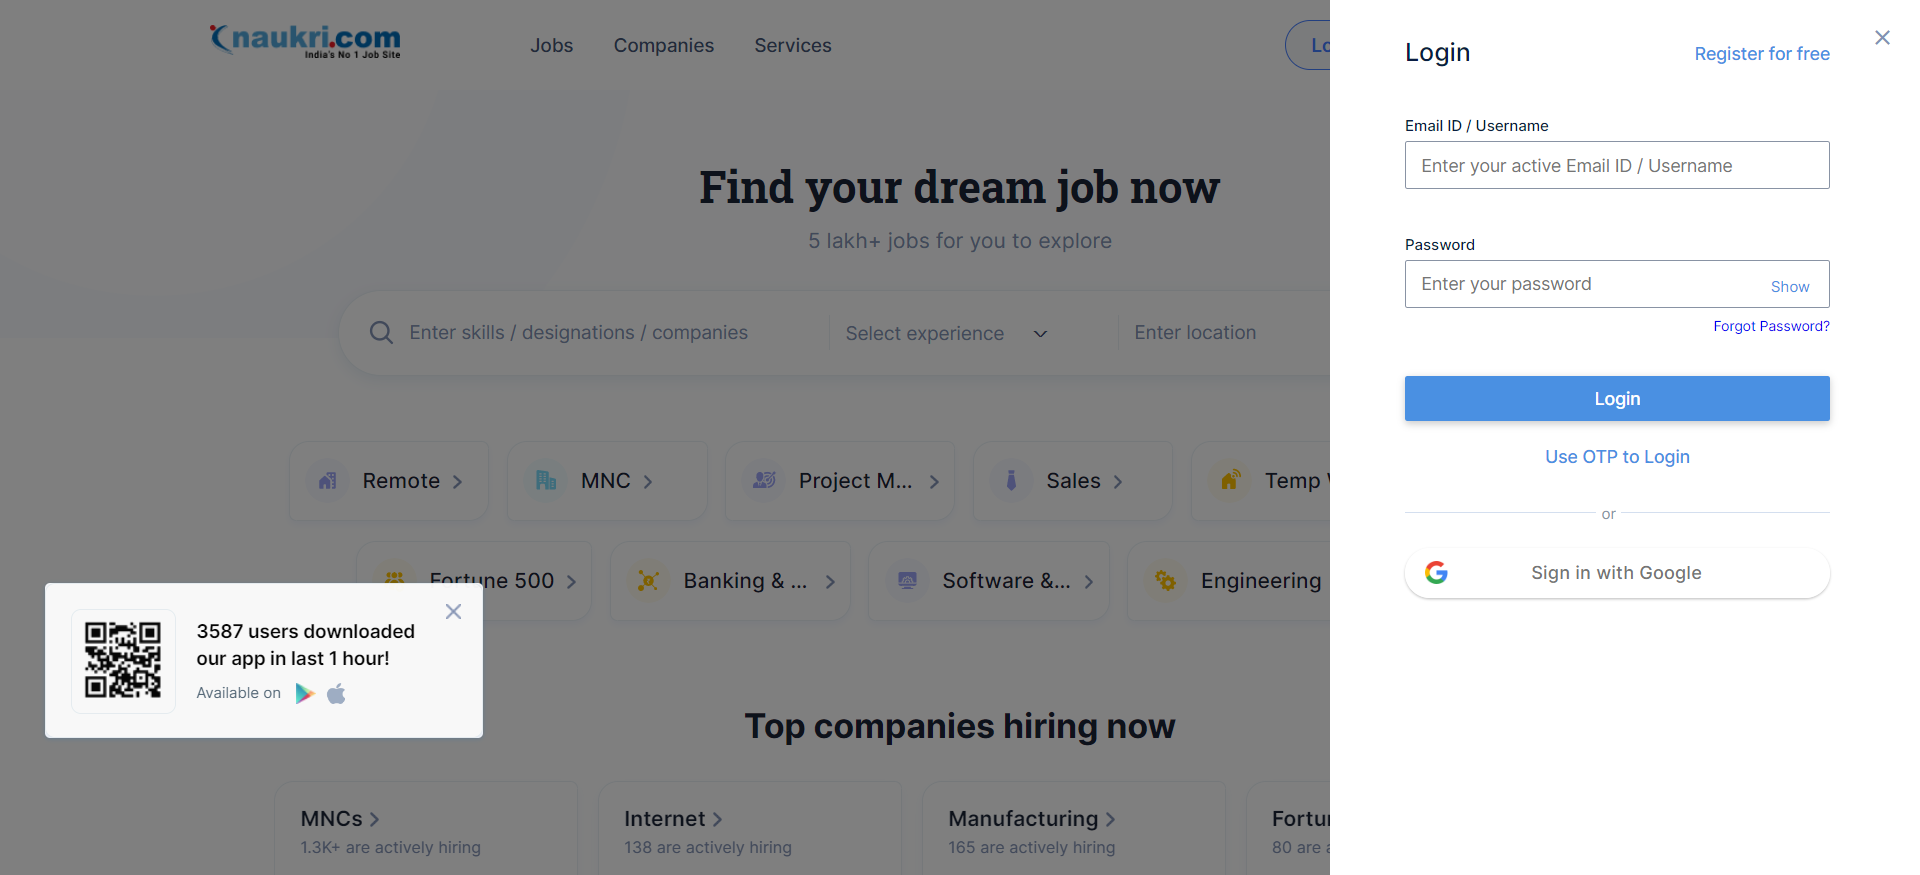 naukri.com
India's No 1 Job Site
Jobs
Companies
Services
Lo
Find your dream job now
5 lakh+ jobs for you to explore
Enter skills / designations / companies
Select experience
Enter location
Remote
MNC
Project M...
Sales
Temp
Fortune 500
Banking & ...
Software &...
Engineering
3587 users downloaded
our app in last 1 hour!
Available on
Top companies hiring now
MNCs
1.3K+ are actively hiring
Internet
138 are actively hiring
Manufacturing
165 are actively hiring
Fortu
80 are a
Login
Register for free
Email ID / Username
Enter your active Email ID / Username
Password
Enter your password
Show
Forgot Password?
Login
Use OTP to Login
or
Sign in with Google